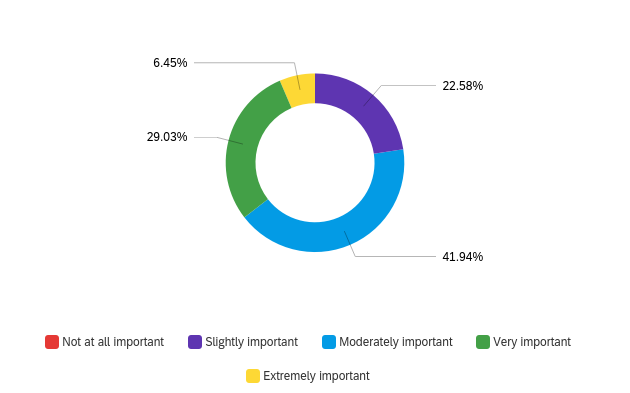 6.45%
22.58%
29.03%
41.94%
Not at all important Slightly important Moderately important Very important
Extremely important